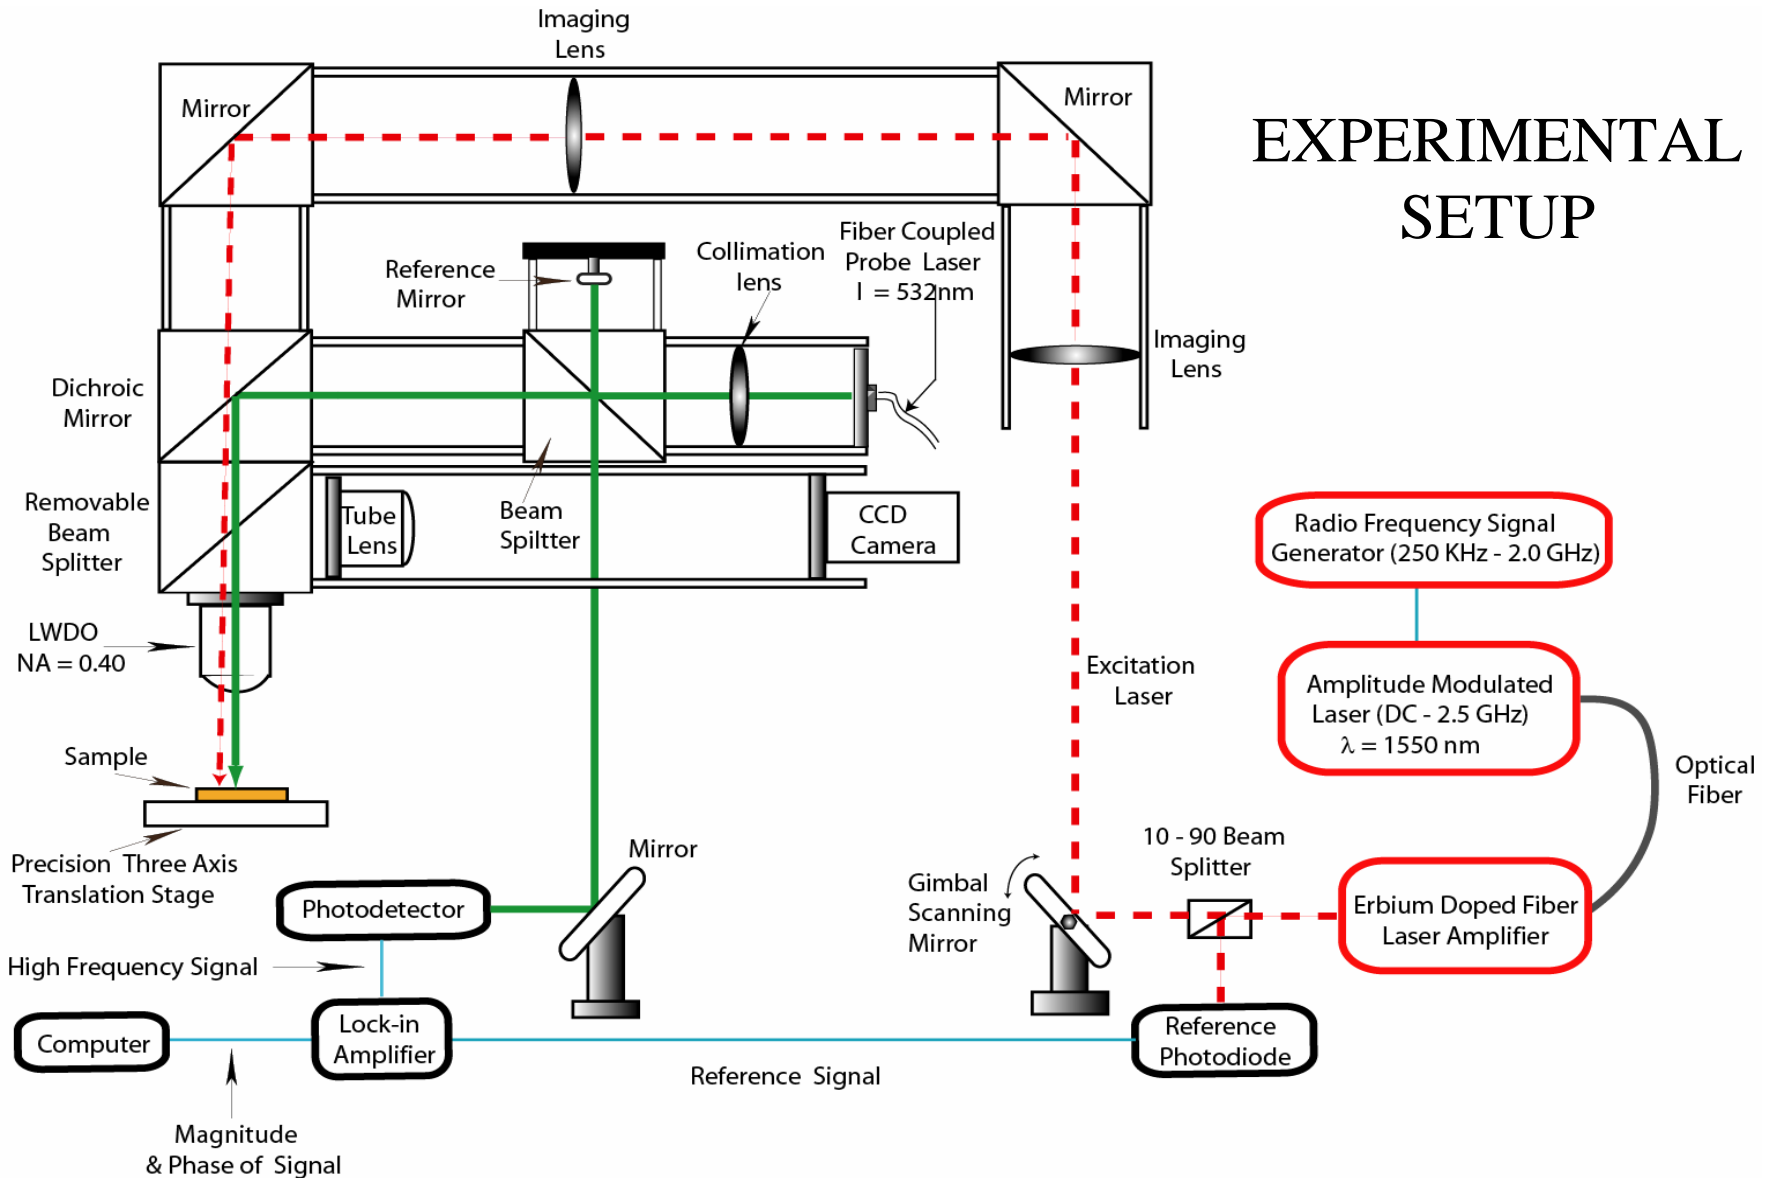 Imaging
Lens
Mirror
Mirror
EXPERIMENTAL
SETUP
Reference
Mirror
Collimation
lens
Fiber Coupled
Probe Laser
l = 532nm
Imaging
Lens
Dichroic
Mirror
Removable
Beam
Splitter
Tube
Lens
Beam
Spiltter
CCD
Camera
Radio Frequency Signal
Generator (250 KHz - 2.0 GHz)
LWDO
NA = 0.40
Excitation
Laser
Amplitude Modulated
Laser (DC - 2.5 GHz)
λ = 1550 nm
Optical
Fiber
Sample
Precision Three Axis
Translation Stage
Mirror
10 - 90 Beam
Splitter
Gimbal
Scanning
Mirror
Photodetector
Erbium Doped Fiber
Laser Amplifier
High Frequency Signal
Computer
Lock-in
Amplifier
Reference
Photodiode
Reference Signal
Magnitude
& Phase of Signal